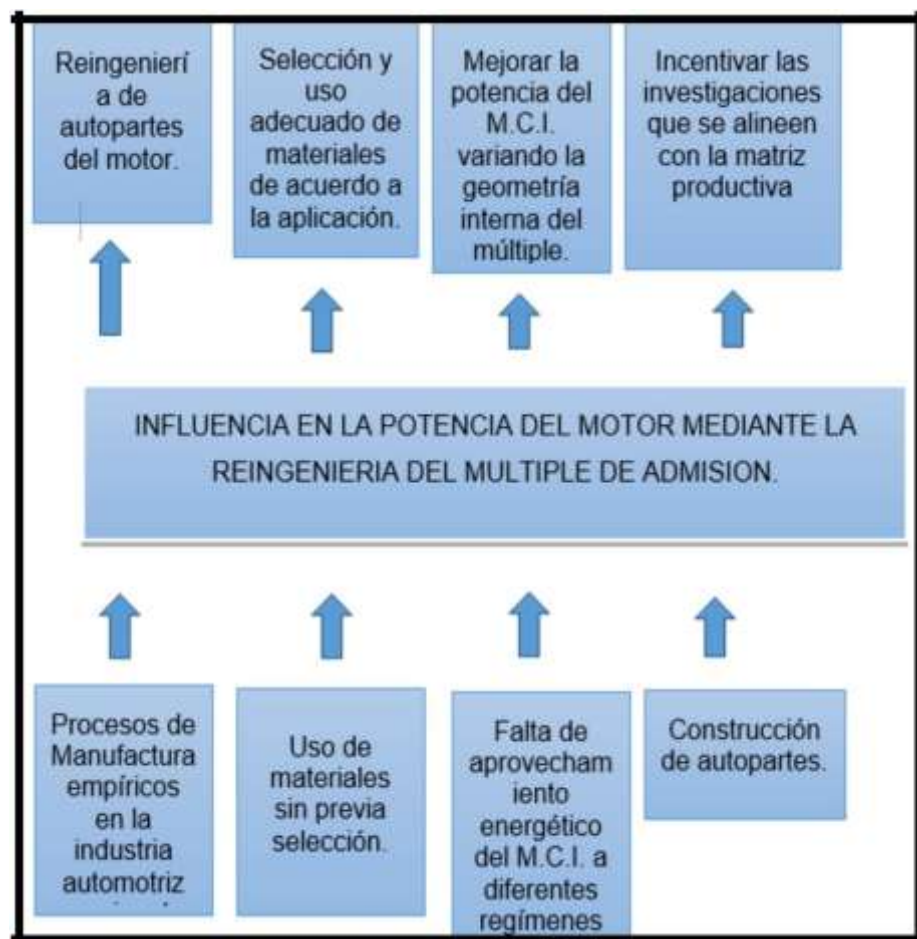 Reingenierí
a de
autopartes
del motor.
Selección y
uso
adecuado de
materiales
de acuerdo a
la aplicación.
Mejorar la
potencia del
M.C.I.
variando la
geometría
interna del
múltiple.
Incentivar las
investigaciones
que se alineen
con la matriz
productiva
INFLUENCIA EN LA POTENCIA DEL MOTOR MEDIANTE LA
REINGENIERIA DEL MULTIPLE DE ADMISION.
Procesos de
Manufactura
empíricos
en la
industria
automotriz
Uso de
materiales
sin previa
selección.
Falta de
aprovecham
iento
energético
del M.C.I. a
diferentes
regímenes
Construcción
de autopartes.